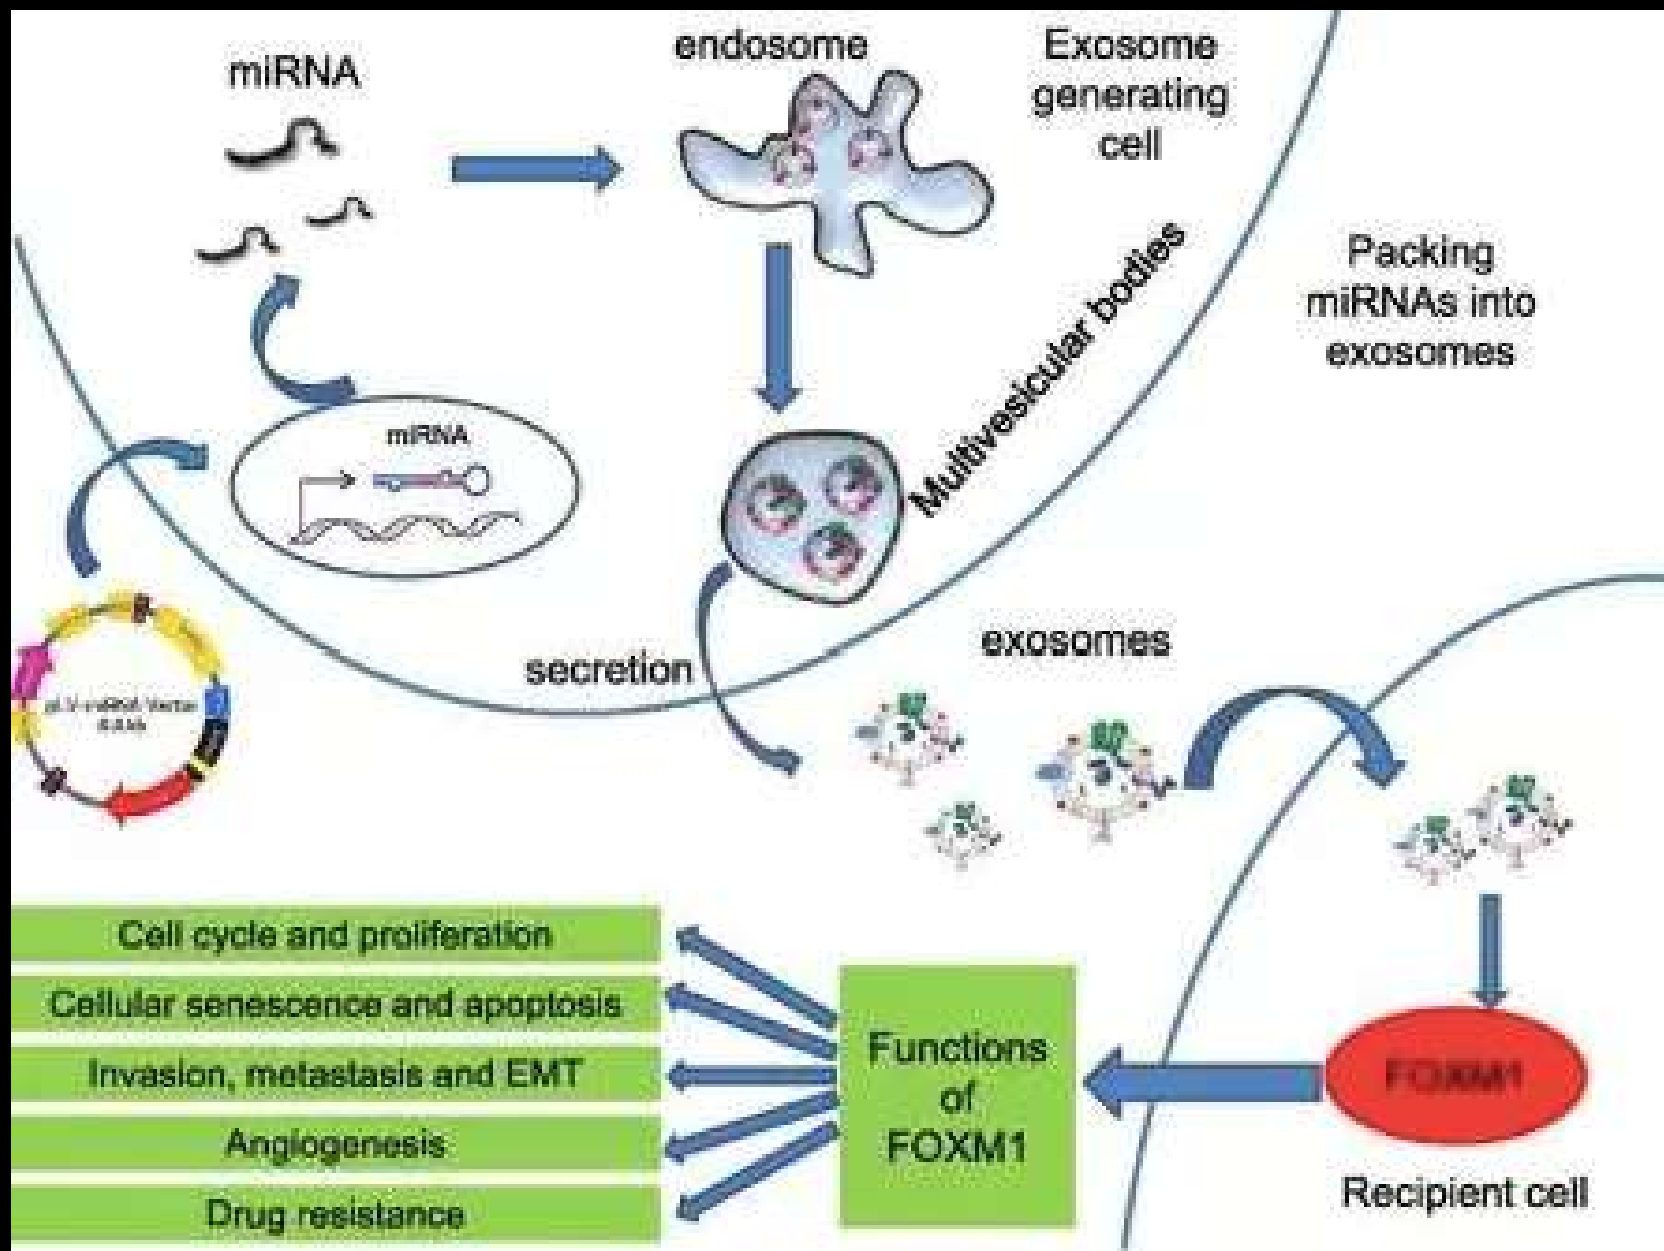 miRNA
endosome
Exosome
generating
cell
Packing
miRNAs into
exosomes
Multivesicular bodies
miRNA
secretion
exosomes
Cell cycle and proliferation
Cellular senescence and apoptosis
Invasion, metastasis and EMT
Angiogenesis
Drug resistance
Functions
of
FOXM1
FOXM1
Recipient cell